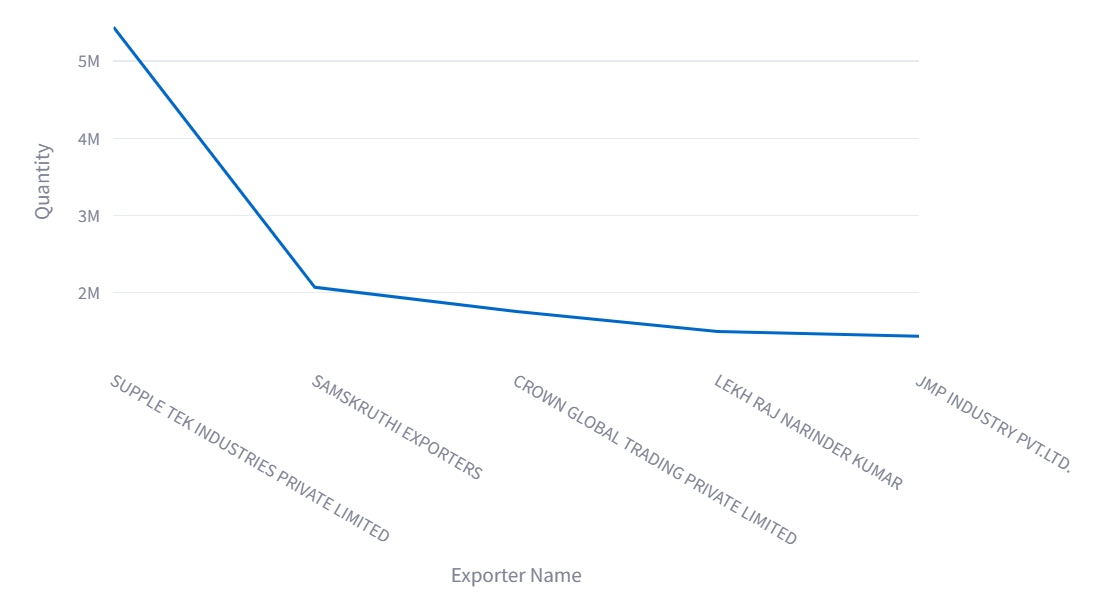 5M
4M
3M
2M
Quantity
SUPPLE TEK INDUSTRIES PRIVATE LIMITED
SAMSKRUTHI EXPORTERS
CROWN GLOBAL TRADING PRIVATE LIMITED
LEKH RAJ NARINDER KUMAR
JMP INDUSTRY PVT.LTD.
Exporter Name